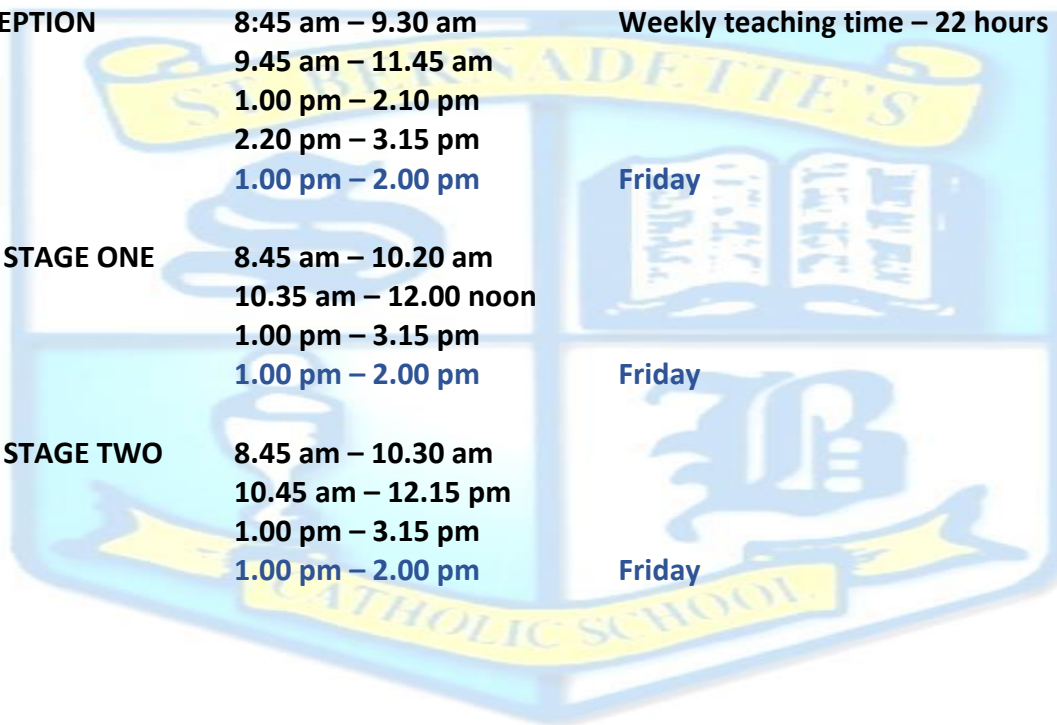 EPTION 8:45 am – 9.30 am Weekly teaching time – 22 hours
9.45 am – 11.45 am
1.00 pm – 2.10 pm
2.20 pm – 3.15 pm
1.00 pm – 2.00 pm Friday
STAGE ONE 8.45 am – 10.20 am
10.35 am – 12.00 noon
1.00 pm – 3.15 pm
1.00 pm – 2.00 pm Friday
STAGE TWO 8.45 am – 10.30 am
10.45 am – 12.15 pm
1.00 pm – 3.15 pm
1.00 pm – 2.00 pm Friday
ST BERNADETTE'S
S
B
CATHOLIC SCHOOL